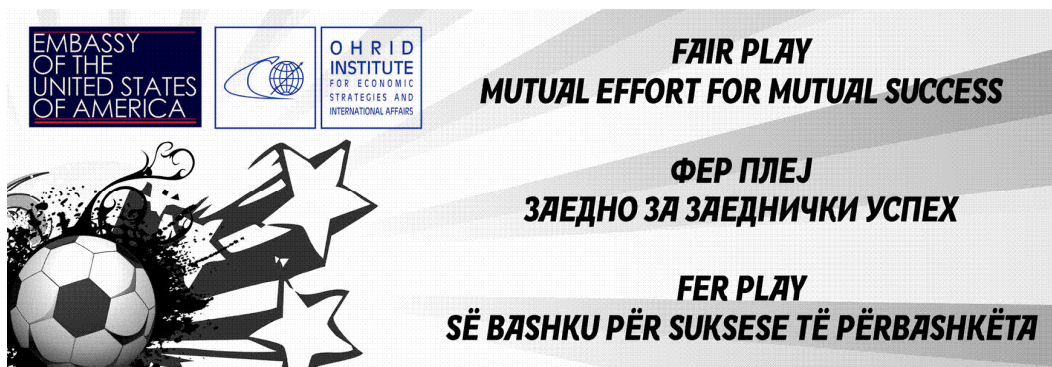 EMBASSY
OF THE
UNITED STATES
OF AMERICA
OHRID
INSTITUTE
FOR ECONOMIC
STRATEGIES AND
INTERNATIONAL AFFAIRS
FAIR PLAY
MUTUAL EFFORT FOR MUTUAL SUCCESS
ФЕР ПЛЕЈ
ЗАЕДНО ЗА ЗАЕДНИЧКИ УСПЕХ
FER PLAY
SË BASHKU PËR SUKSESE TË PËRBASHKËTA